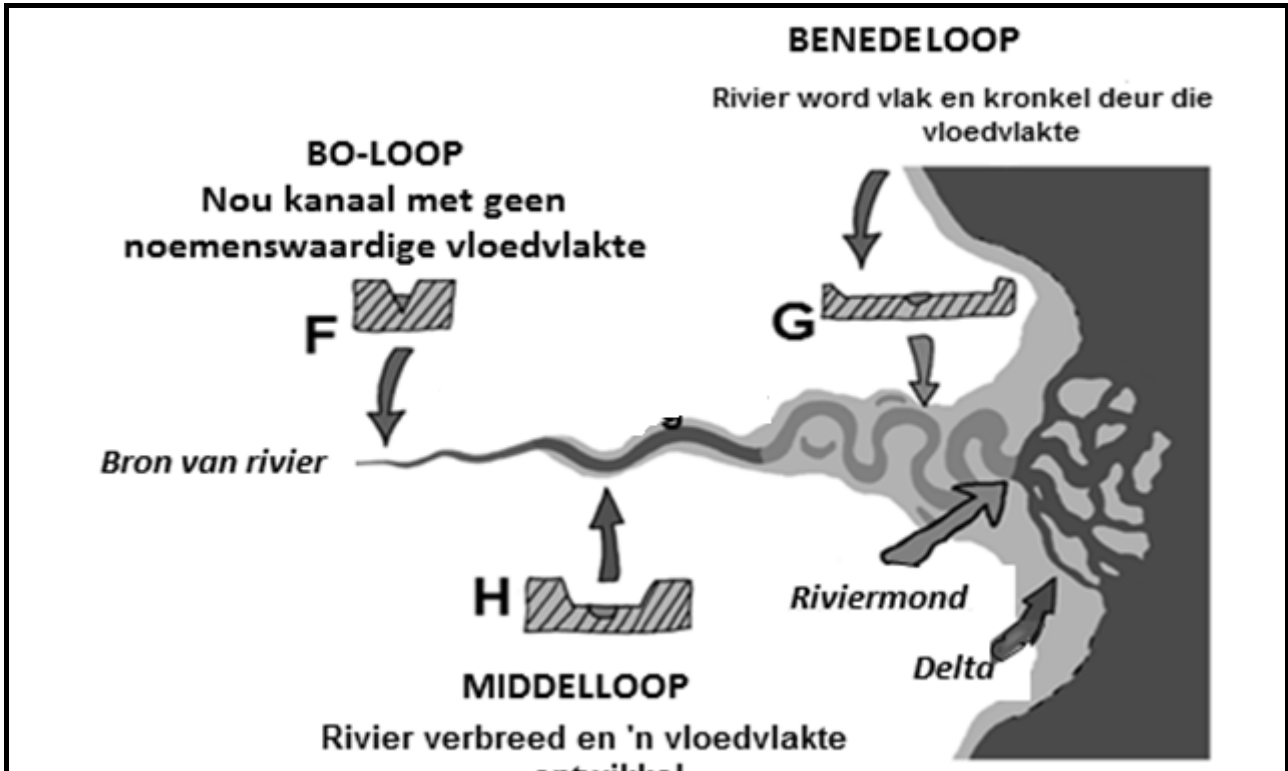 BENEDELOOP
Rivier word vlak en kronkel deur die
vloedvlakte
BO-LOOP
Nou kanaal met geen
noemenswaardige vloedvlakte
F
G
Bron van rivier
H
Riviermond
Delta
MIDDELLOOP
Rivier verbreed en 'n vloedvlakte